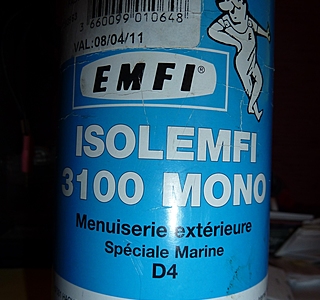 3 660099 010648
VAL:08/04/11
EMFI®
ISOLEMFI
3100 MONO
Menuiserie extérieure
Spéciale Marine
D4